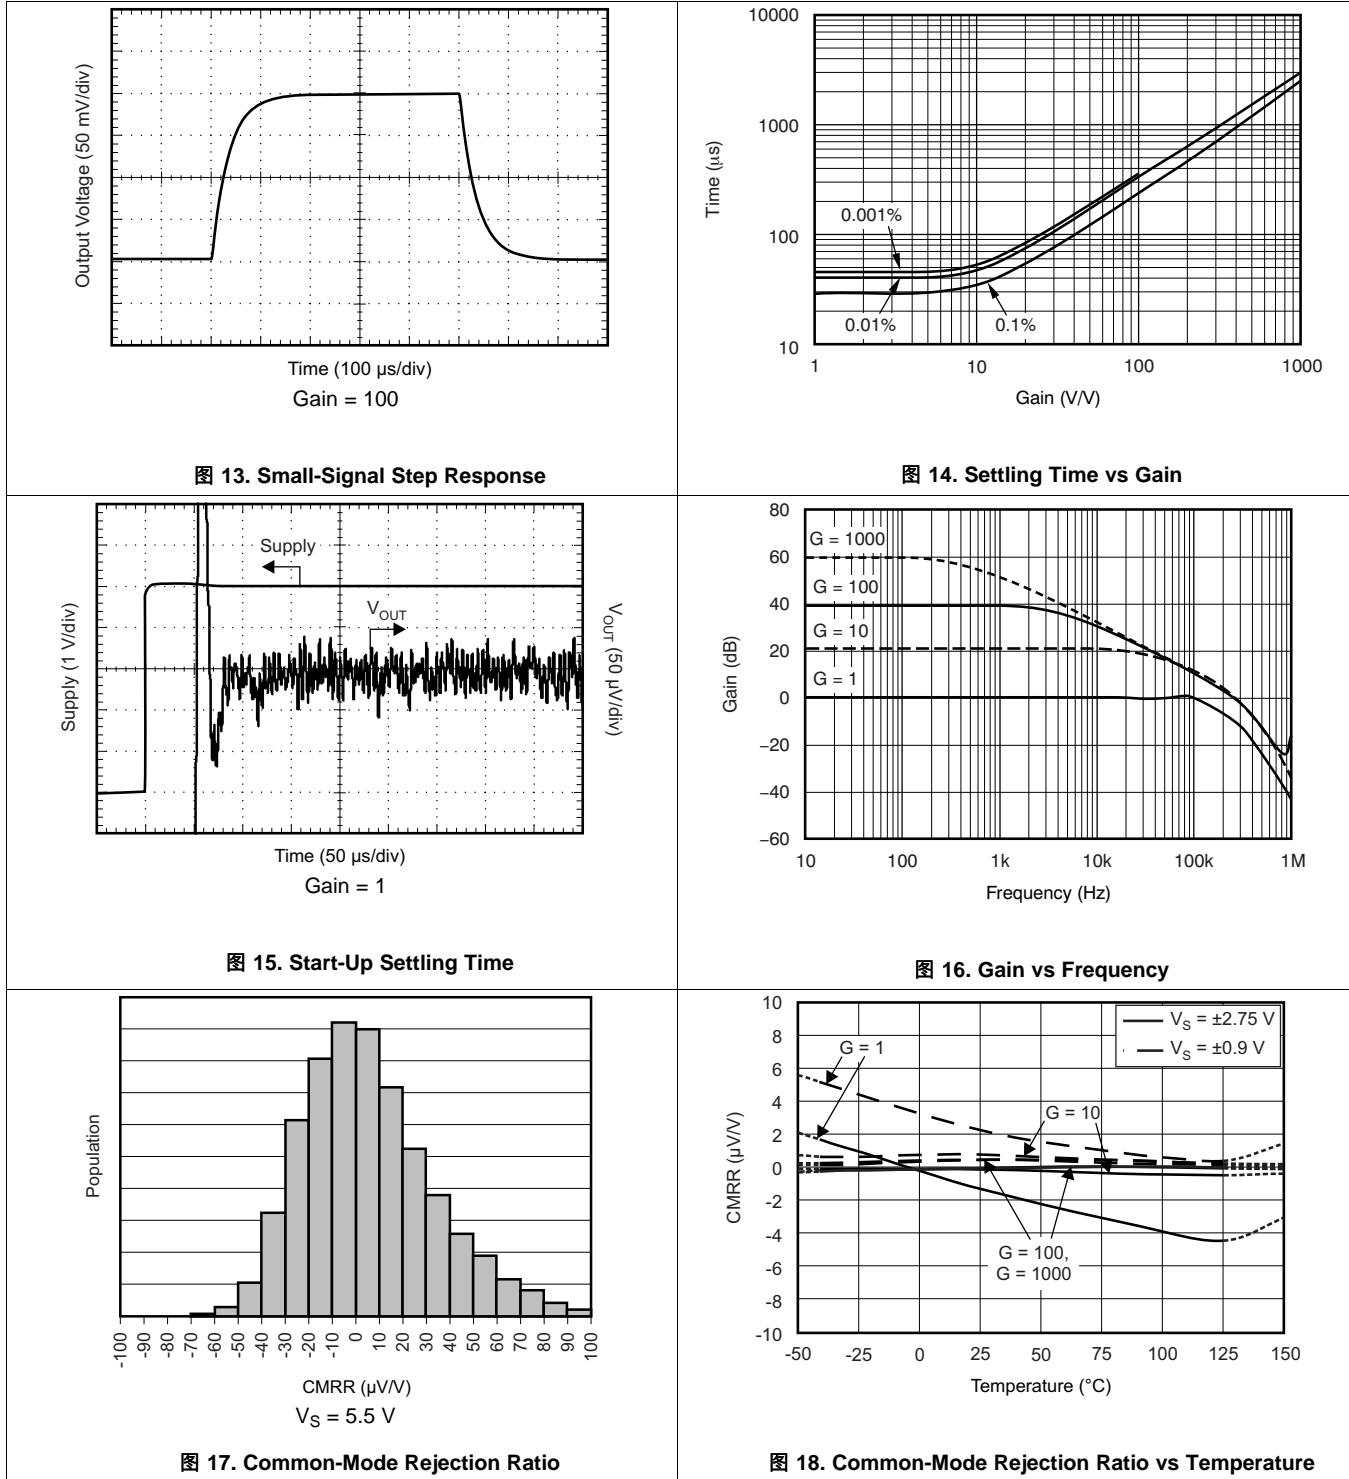 Output Voltage (50 mV/div)
Time (100 μs/div)
Gain = 100
图 13. Small-Signal Step Response
10000
1000
100
10
Time (μs)
0.001%
0.01%
0.1%
1 10 100 1000
Gain (V/V)
图 14. Settling Time vs Gain
Supply (1 V/div)
Supply
VOUT
VOUT (50 μV/div)
Time (50 μs/div)
Gain = 1
图 15. Start-Up Settling Time
80
60
40
20
0
–20
–40
–60
Gain (dB)
G = 1000
G = 100
G = 10
G = 1
10 100 1k 10k 100k 1M
Frequency (Hz)
图 16. Gain vs Frequency
Population
-100 -90 -80 -70 -60 -50 -40 -30 -20 -10 0 10 20 30 40 50 60 70 80 90 100
CMRR (μV/V)
VS = 5.5 V
图 17. Common-Mode Rejection Ratio
10
8
6
4
2
0
-2
-4
-6
-8
-10
CMRR (μV/V)
VS = ±2.75 V
VS = ±0.9 V
G = 1
G = 10
G = 100,
G = 1000
-50 -25 0 25 50 75 100 125 150
Temperature (°C)
图 18. Common-Mode Rejection Ratio vs Temperature